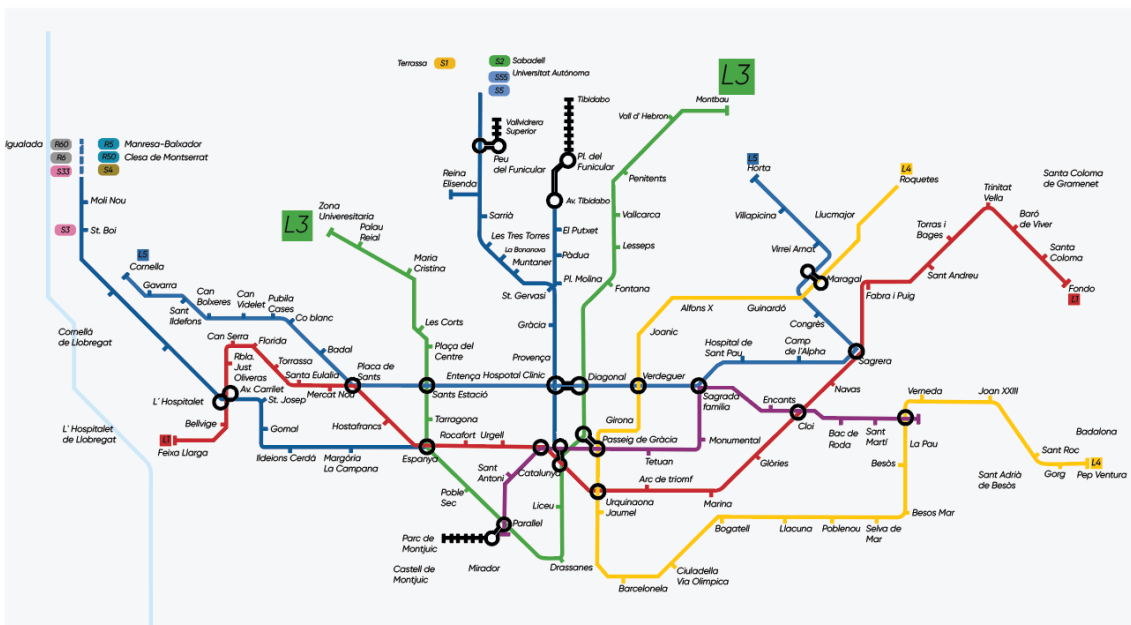 Terrassa
S1
S2
Sabadell
S55
Universitat Autònoma
S5
L3
Montbau
Tibidabo
Vallvidrera
Superior
Vall d' Hebron
Igualada
R60
R5
Manresa-Baixador
R6
R50
Clesa de Montserrat
S33
S4
Peu
del Funicular
Pl. del
Funicular
L5
Horta
L4
Roquetes
Reina
Elisenda
Penitents
Santa Coloma
de Gramenet
Trinitat
Vella
Moli Nou
Av. Tibidabo
Zona
Univeresitaria
Sarrià
Vallcarca
Villapicina
Llucmajor
S3
St. Boi
L3
Palau
Reial
El Putxet
Torras i
Bages
Baró
de Viver
Les Tres Torres
La Bonanova
Muntaner
Lesseps
Virrei Amat
L5
Cornella
Maria
Cristina
Pàdua
Santa
Coloma
Gavarra
Sant Andreu
Pl. Molina
Fontana
Maragal
Fondo
L1
Can
Boixeres
Can
Videlet
Pubila
Cases
St. Gervasi
Fabra i Puig
Sant
Ildefons
Co blanc
Alfons X
Guinardó
Congrès
Cornellà
de Llobregat
Les Corts
Gràcia
Joanic
Can Serra
Florida
Plaça del
Centre
Hospital de
Sant Pau
Camp
de l'Alpha
Badal
Provença
Sagrera
Rbla.
Just
Oliveras
Torrassa
Placa de
Sants
Santa Eulalia
Entença
Hospotal Clinic
Diagonal
Verdeguer
Av. Carrilet
Mercat Nou
Sants Estació
Sagrada
familia
Navas
L' Hospitalet
St. Josep
Encants
Verneda
Joan XXIII
Bellvige
Hostafrancs
Tarragona
Girona
Cloi
L' Hospitalet
de Llobregat
Gomal
Bac de
Roda
Sant
Martí
La Pau
Badalona
L1
Feixa Llarga
Rocafort
Urgell
Passeig de Gràcia
Monumental
Ildeions Cerdà
Margória
La Campana
Espanya
Catalunya
Tetuan
Glòries
Besòs
Sant Roc
L4
Sant
Antoni
Gorg
Pep Ventura
Arc de triomf
Sant Adrià
de Besòs
Poble
Sec
Liceu
Urquinaona
Jaumel
Marina
Besos Mar
Parallel
Bogatell
Llacuna
Poblenou
Selva de
Mar
Parc de
Montjuic
Castell de
Montjuic
Mirador
Drassanes
Ciuladella
Via Olimpica
Barcelonela